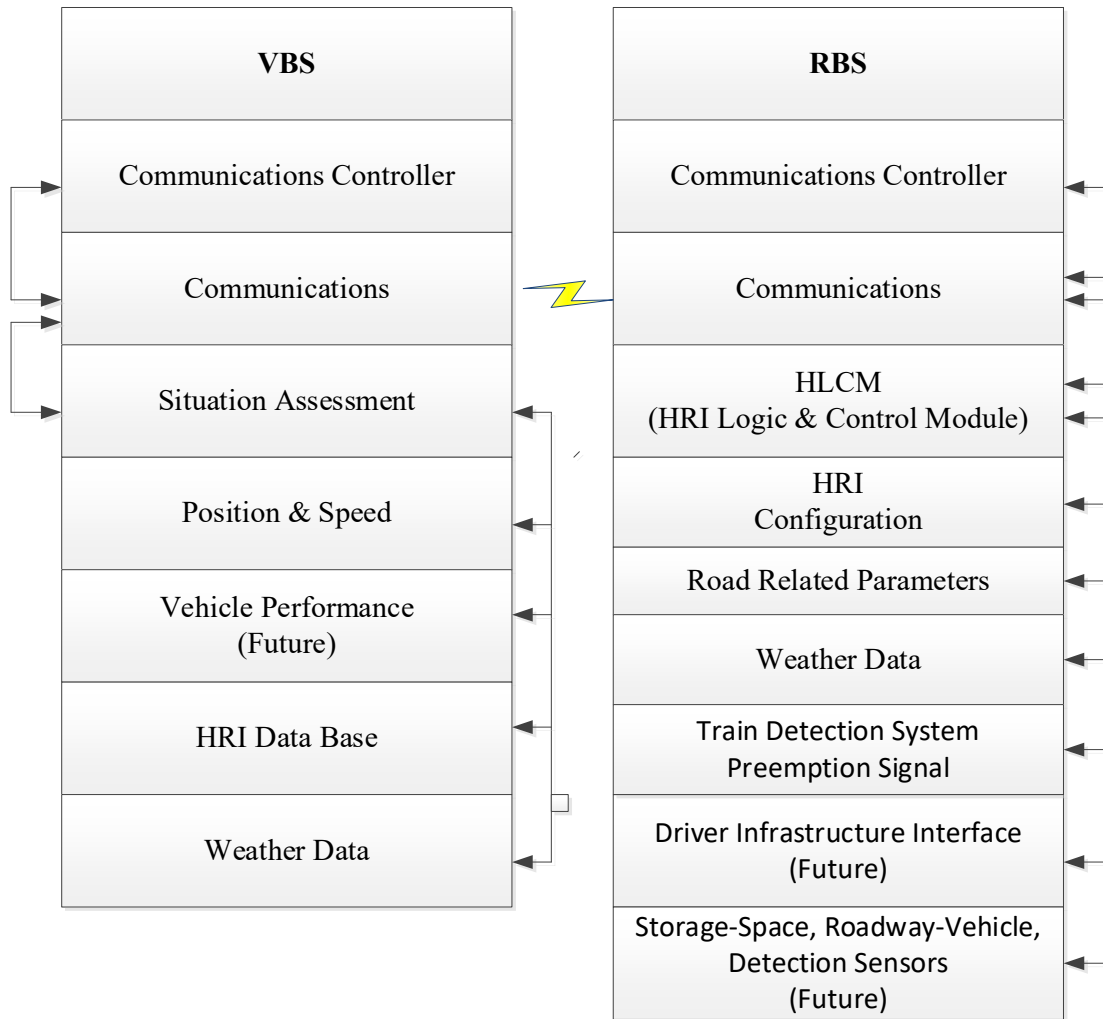 VBS
Communications Controller
Communications
Situation Assessment
Position & Speed
Vehicle Performance
(Future)
HRI Data Base
Weather Data
RBS
Communications Controller
Communications
HLCM
(HRI Logic & Control Module)
HRI
Configuration
Road Related Parameters
Weather Data
Train Detection System
Preemption Signal
Driver Infrastructure Interface
(Future)
Storage-Space, Roadway-Vehicle,
Detection Sensors
(Future)